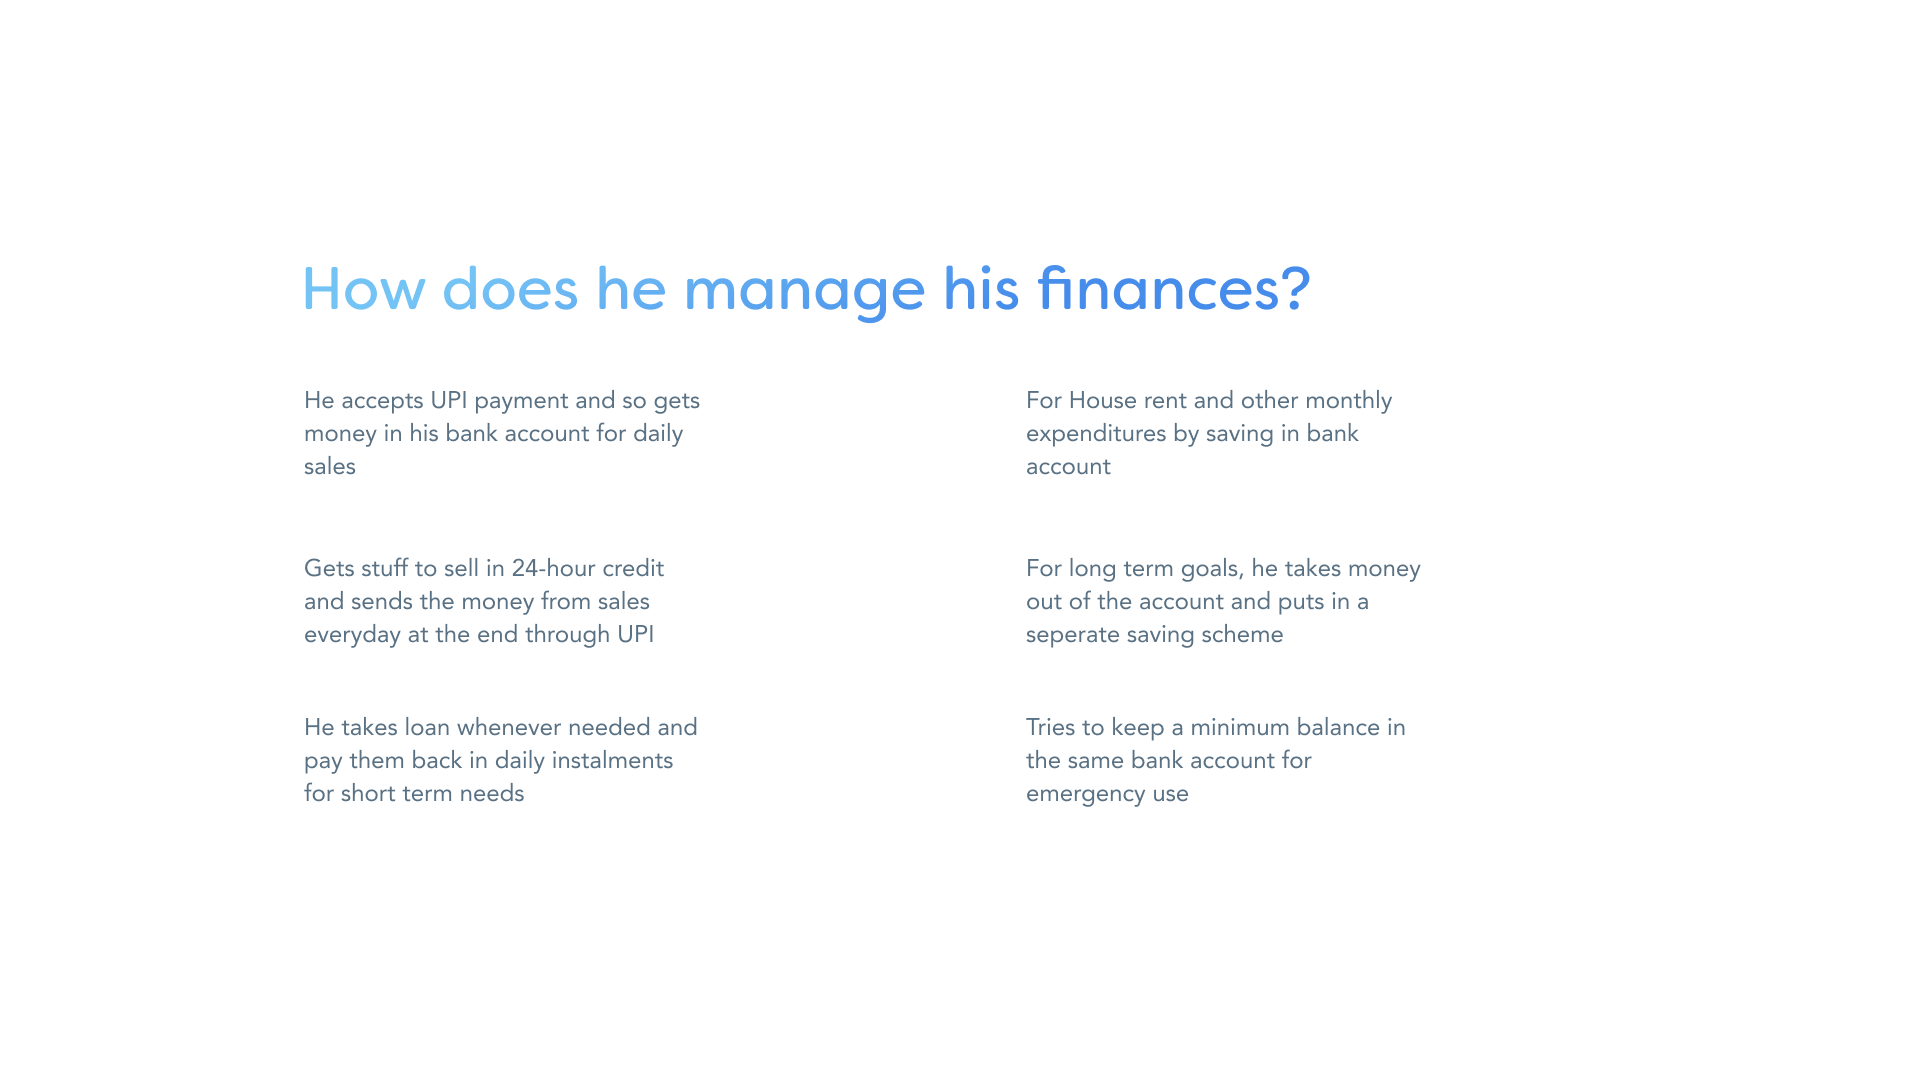 How does he manage his finances?
He accepts UPI payment and so gets
money in his bank account for daily
sales
Gets stuff to sell in 24-hour credit
and sends the money from sales
everyday at the end through UPI
He takes loan whenever needed and
pay them back in daily instalments
for short term needs
For House rent and other monthly
expenditures by saving in bank
account
For long term goals, he takes money
out of the account and puts in a
seperate saving scheme
Tries to keep a minimum balance in
the same bank account for
emergency use